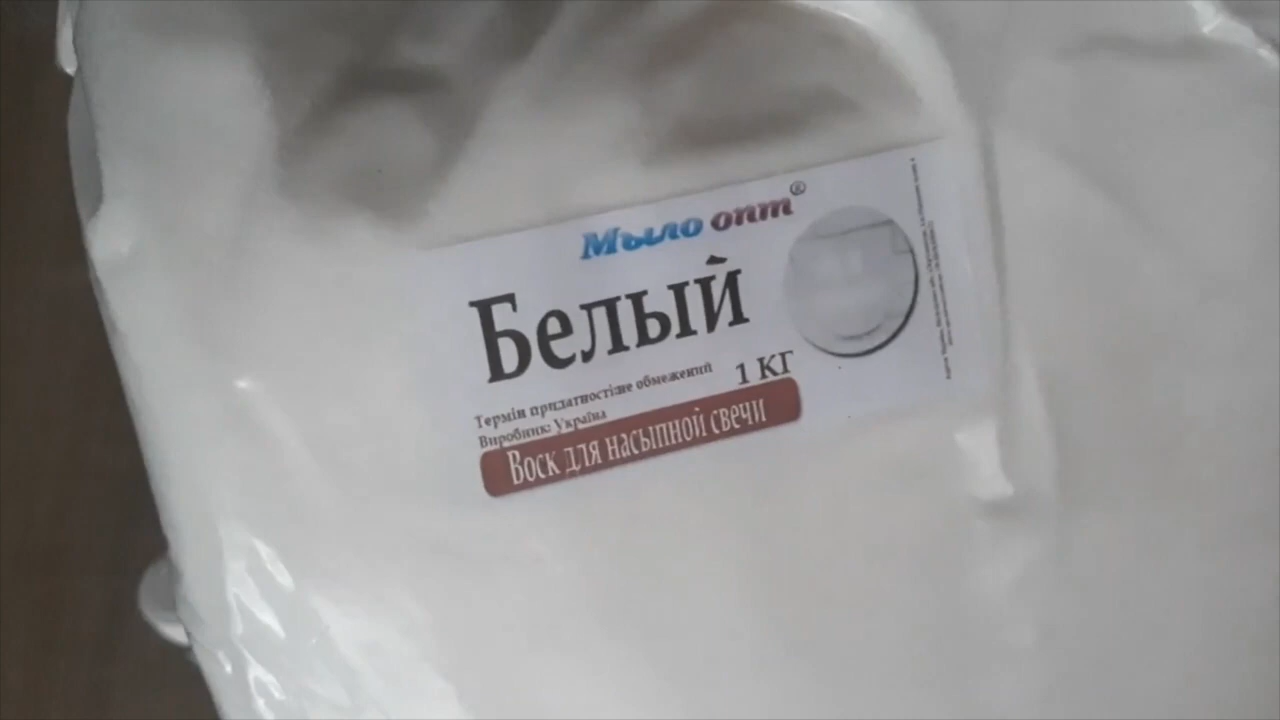 Мыло опт®
Белый
Термін придатності:не обмежений
1 КГ
Виробник: Україна
Воск для насыпной свечи